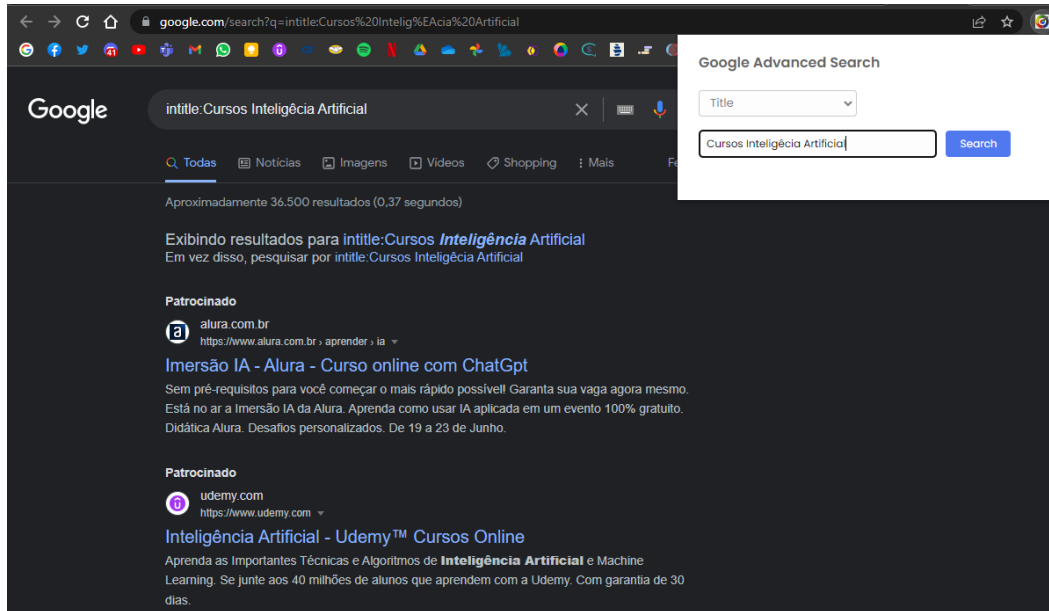 google.com/search?q=intitle:Cursos%20Intelig%EAcia%20Artificial
41
Google Advanced Search
Title
Cursos Inteligêcia Artificial
Search
Google
intitle:Cursos Inteligêcia Artificial
Todas
Notícias
Imagens
Vídeos
Shopping
Mais
Aproximadamente 36.500 resultados (0,37 segundos)
Exibindo resultados para intitle:Cursos Inteligência Artificial
Em vez disso, pesquisar por intitle:Cursos Inteligêcia Artificial
Patrocinado
a
alura.com.br
https://www.alura.com.br › aprender › ia
Imersão IA - Alura - Curso online com ChatGpt
Sem pré-requisitos para você começar o mais rápido possível! Garanta sua vaga agora mesmo.
Está no ar a Imersão IA da Alura. Aprenda como usar IA aplicada em um evento 100% gratuito.
Didática Alura. Desafios personalizados. De 19 a 23 de Junho.
Patrocinado
udemy.com
https://www.udemy.com
Inteligência Artificial - Udemy™ Cursos Online
Aprenda as Importantes Técnicas e Algoritmos de Inteligência Artificial e Machine
Learning. Se junte aos 40 milhões de alunos que aprendem com a Udemy. Com garantia de 30
dias.